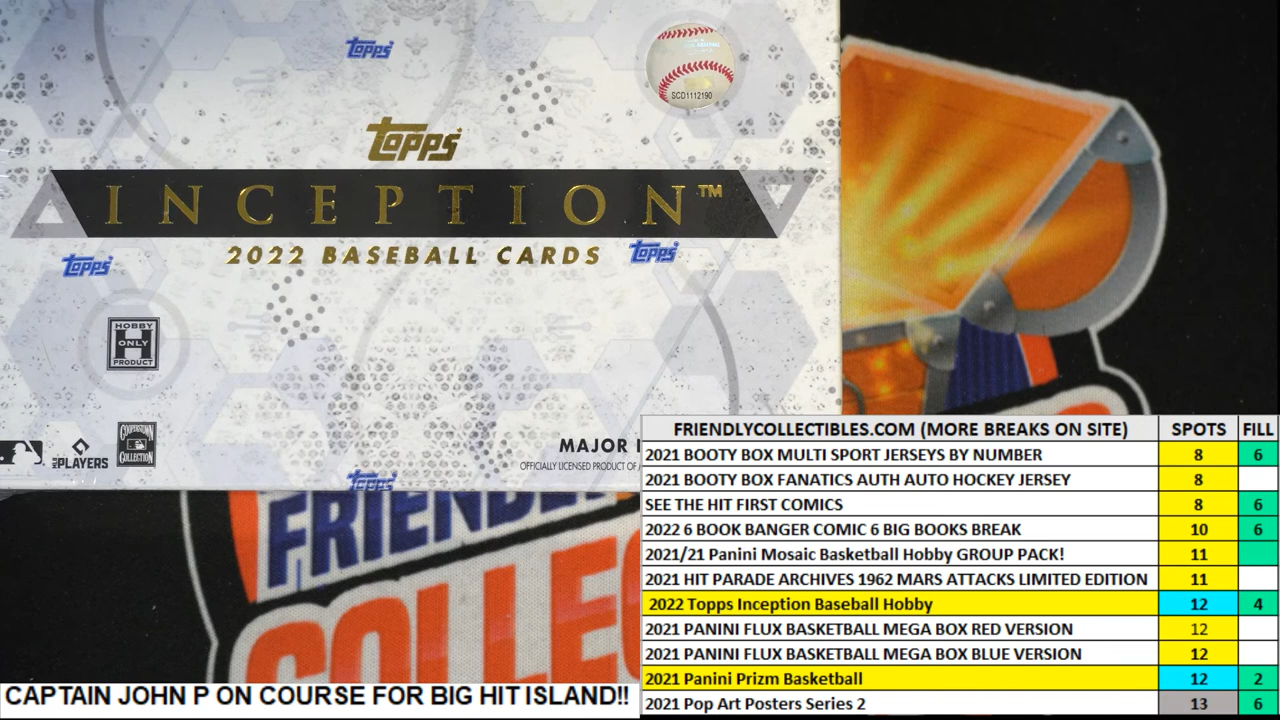 Topps
SCD1112190
Topps
INCEPTION™
2022 BASEBALL CARDS
Topps
Topps
HOBBY
H
ONLY
PRODUCT
PLAYERS
COOPERSTOWN
COLLECTION
MAJOR
OFFICIALLY LICENSED PRODUCT OF
Topps
FRIENDL
COLLE
CAPTAIN JOHN P ON COURSE FOR BIG HIT ISLAND!!
FRIENDLYCOLLECTIBLES.COM (MORE BREAKS ON SITE) SPOTS FILL
2021 BOOTY BOX MULTI SPORT JERSEYS BY NUMBER 8 6
2021 BOOTY BOX FANATICS AUTH AUTO HOCKEY JERSEY 8
SEE THE HIT FIRST COMICS 8 6
2022 6 BOOK BANGER COMIC 6 BIG BOOKS BREAK 10 6
2021/21 Panini Mosaic Basketball Hobby GROUP PACK! 11
2021 HIT PARADE ARCHIVES 1962 MARS ATTACKS LIMITED EDITION 11
2022 Topps Inception Baseball Hobby 12 4
2021 PANINI FLUX BASKETBALL MEGA BOX RED VERSION 12
2021 PANINI FLUX BASKETBALL MEGA BOX BLUE VERSION 12
2021 Panini Prizm Basketball 12 2
2021 Pop Art Posters Series 2 13 6